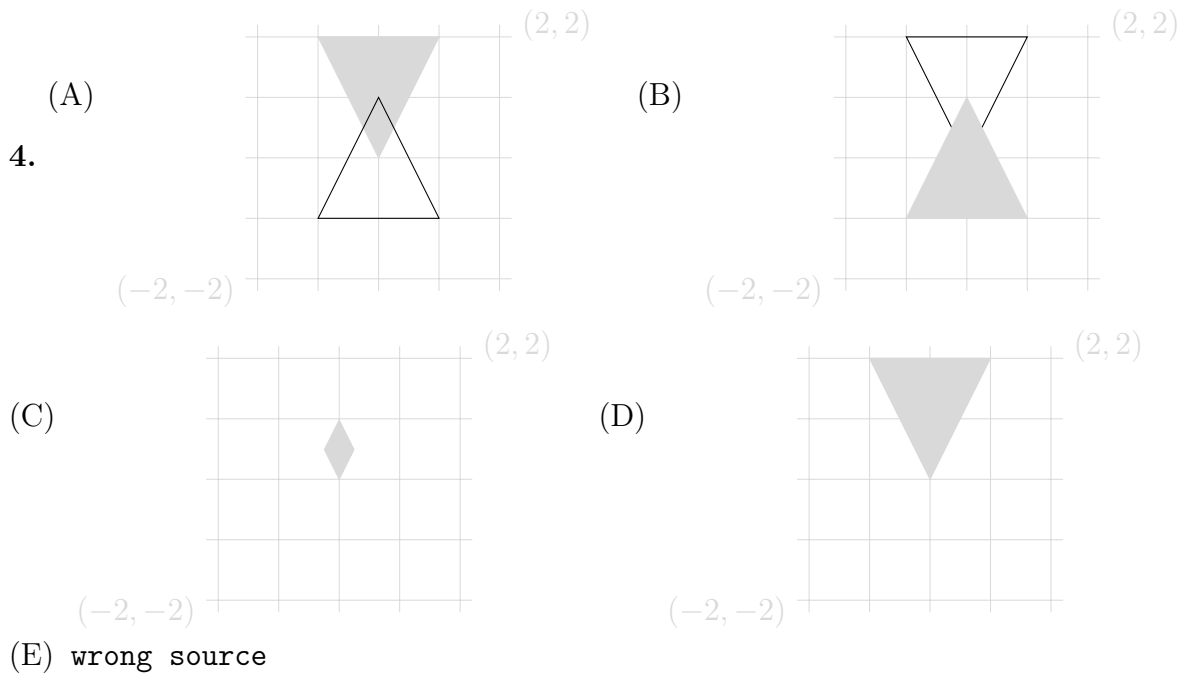 (2, 2)
(2, 2)
(A)
(B)
4.
(−2, −2)
(−2, −2)
(2, 2)
(2, 2)
(C)
(D)
(−2, −2)
(−2, −2)
(E) wrong source